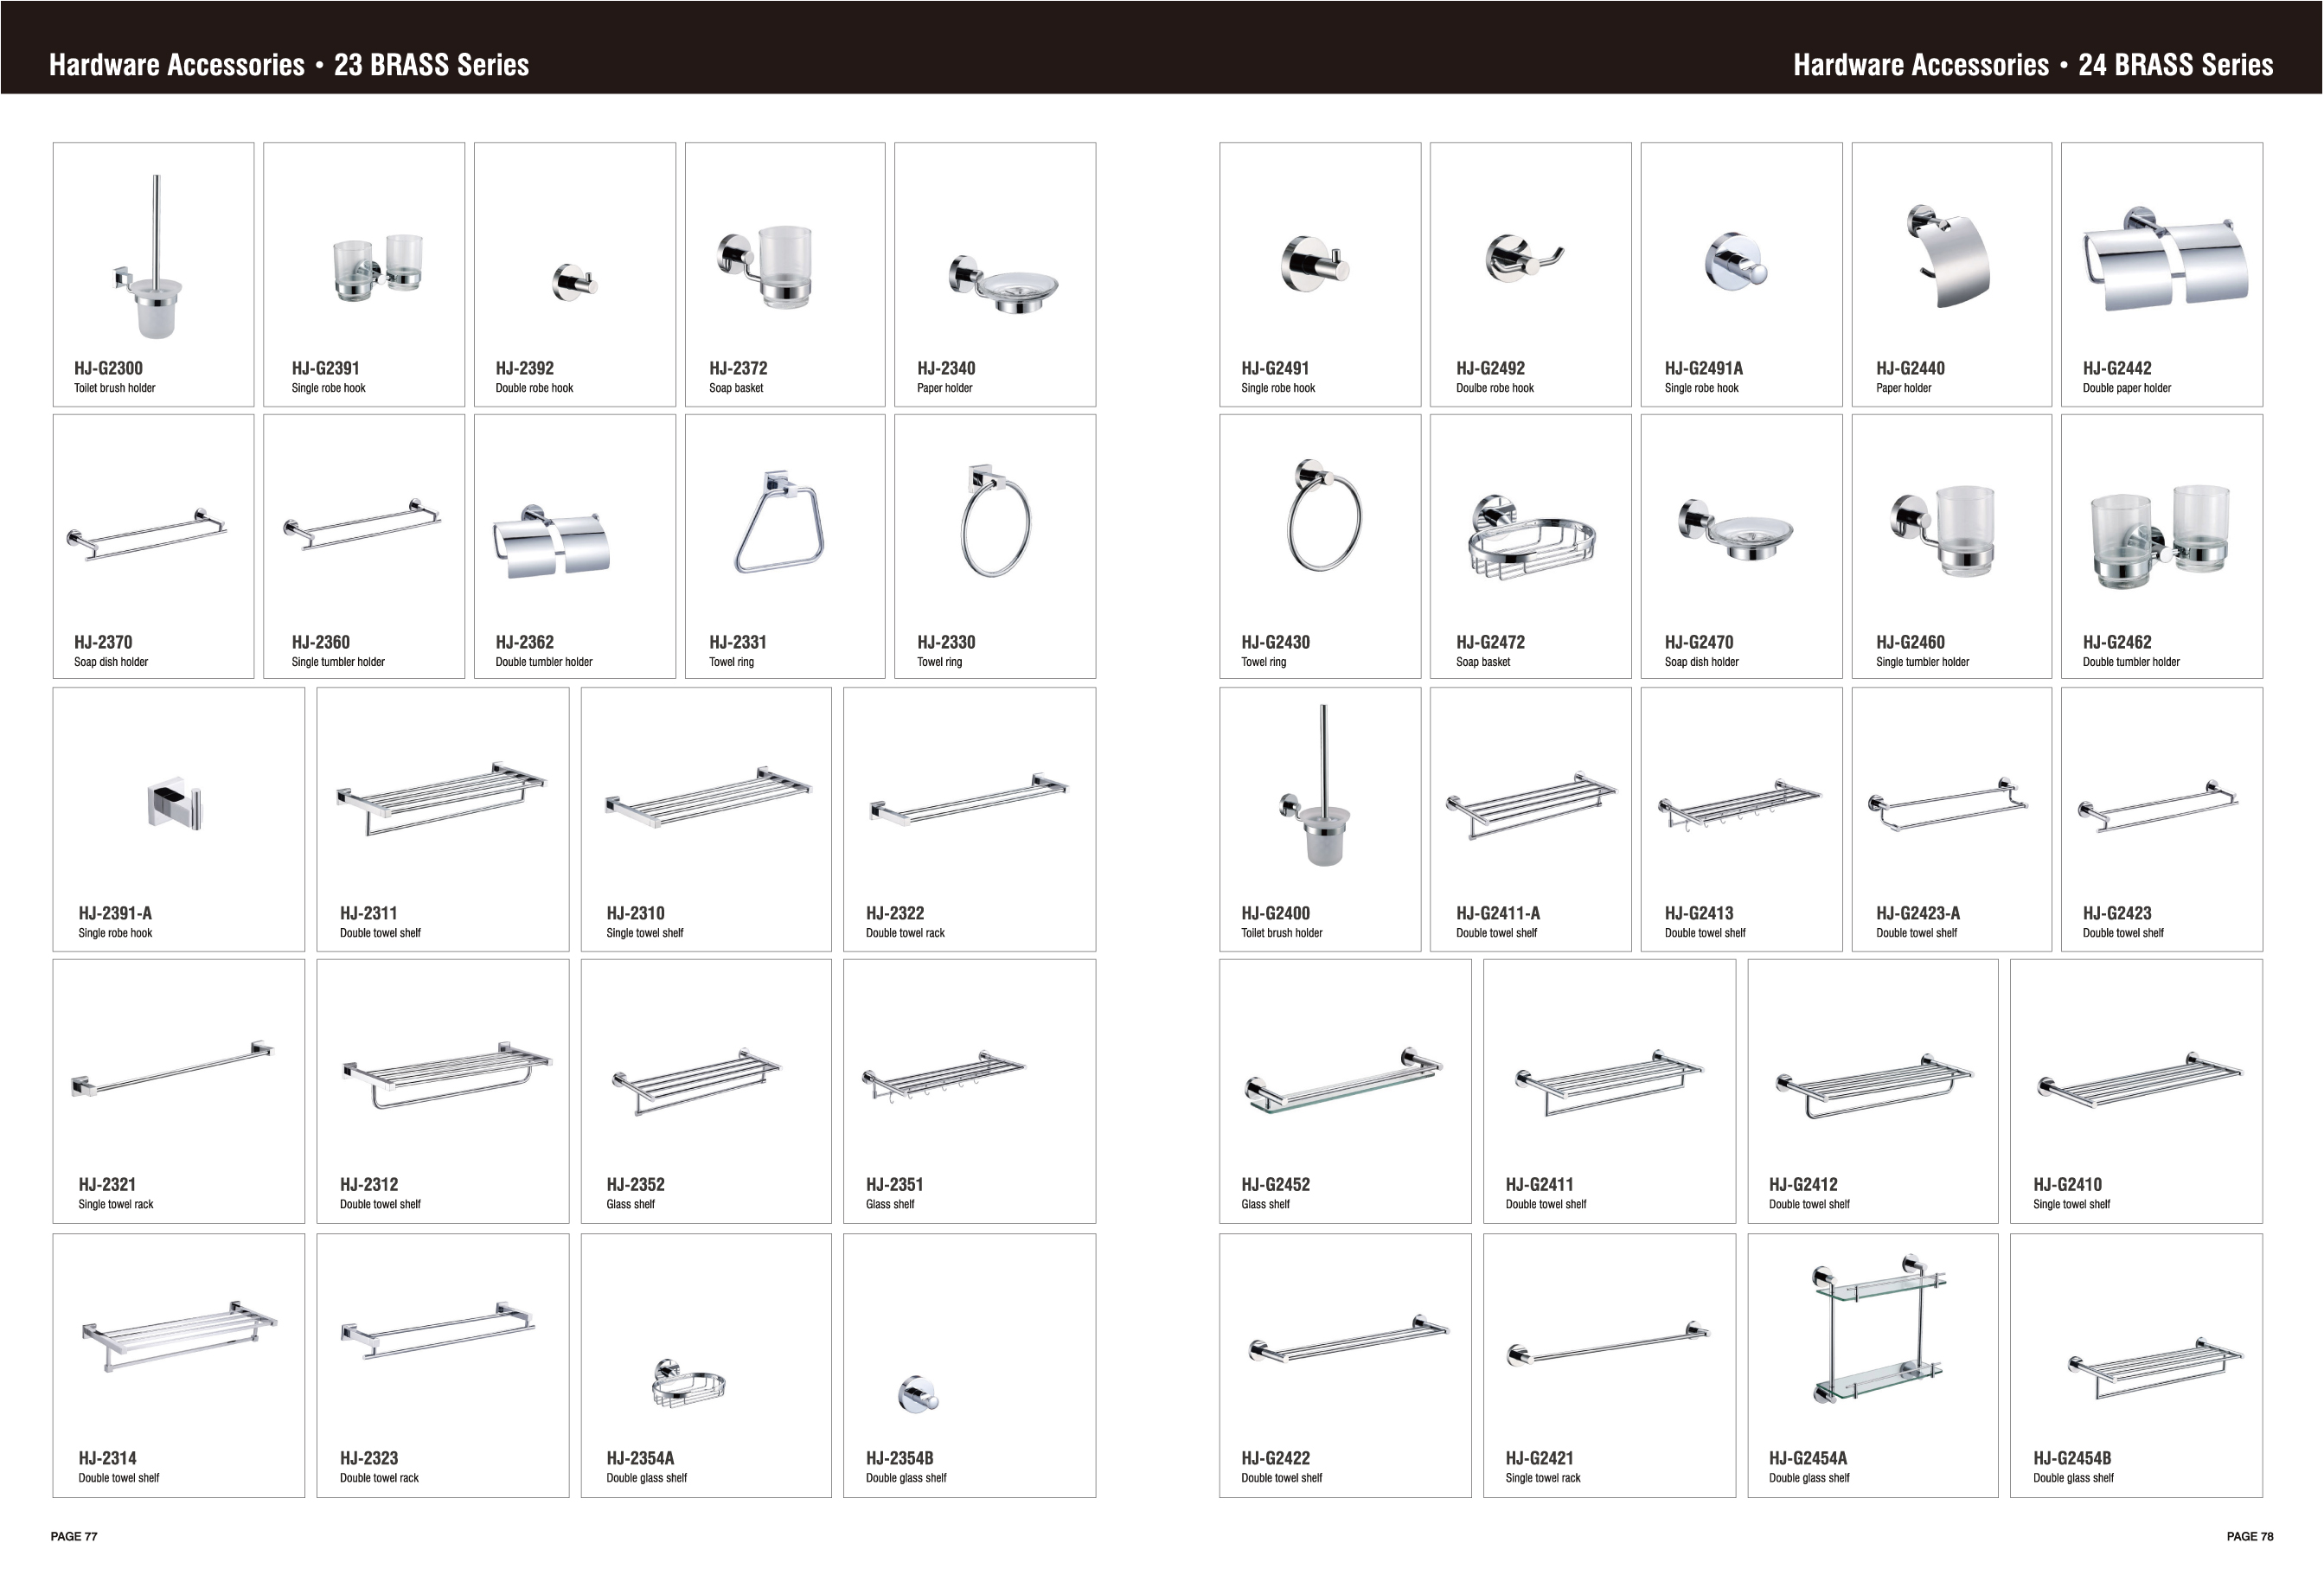 Hardware Accessories • 23 BRASS Series
HJ-G2300
Toilet brush holder
HJ-G2391
Single robe hook
HJ-2392
Double robe hook
HJ-2372
Soap basket
HJ-2340
Paper holder
HJ-2370
Soap dish holder
HJ-2360
Single tumbler holder
HJ-2362
Double tumbler holder
HJ-2331
Towel ring
HJ-2330
Towel ring
HJ-2391-A
Single robe hook
HJ-2311
Double towel shelf
HJ-2310
Single towel shelf
HJ-2322
Double towel rack
HJ-2321
Single towel rack
HJ-2312
Double towel shelf
HJ-2352
Glass shelf
HJ-2351
Glass shelf
HJ-2314
Double towel shelf
HJ-2323
Double towel rack
HJ-2354A
Double glass shelf
HJ-2354B
Double glass shelf
PAGE 77
Hardware Accessories • 24 BRASS Series
HJ-G2491
Single robe hook
HJ-G2492
Doulbe robe hook
HJ-G2491A
Single robe hook
HJ-G2440
Paper holder
HJ-G2442
Double paper holder
HJ-G2430
Towel ring
HJ-G2472
Soap basket
HJ-G2470
Soap dish holder
HJ-G2460
Single tumbler holder
HJ-G2462
Double tumbler holder
HJ-G2400
Toilet brush holder
HJ-G2411-A
Double towel shelf
HJ-G2413
Double towel shelf
HJ-G2423-A
Double towel shelf
HJ-G2423
Double towel shelf
HJ-G2452
Glass shelf
HJ-G2411
Double towel shelf
HJ-G2412
Double towel shelf
HJ-G2410
Single towel shelf
HJ-G2422
Double towel shelf
HJ-G2421
Single towel rack
HJ-G2454A
Double glass shelf
HJ-G2454B
Double glass shelf
PAGE 78